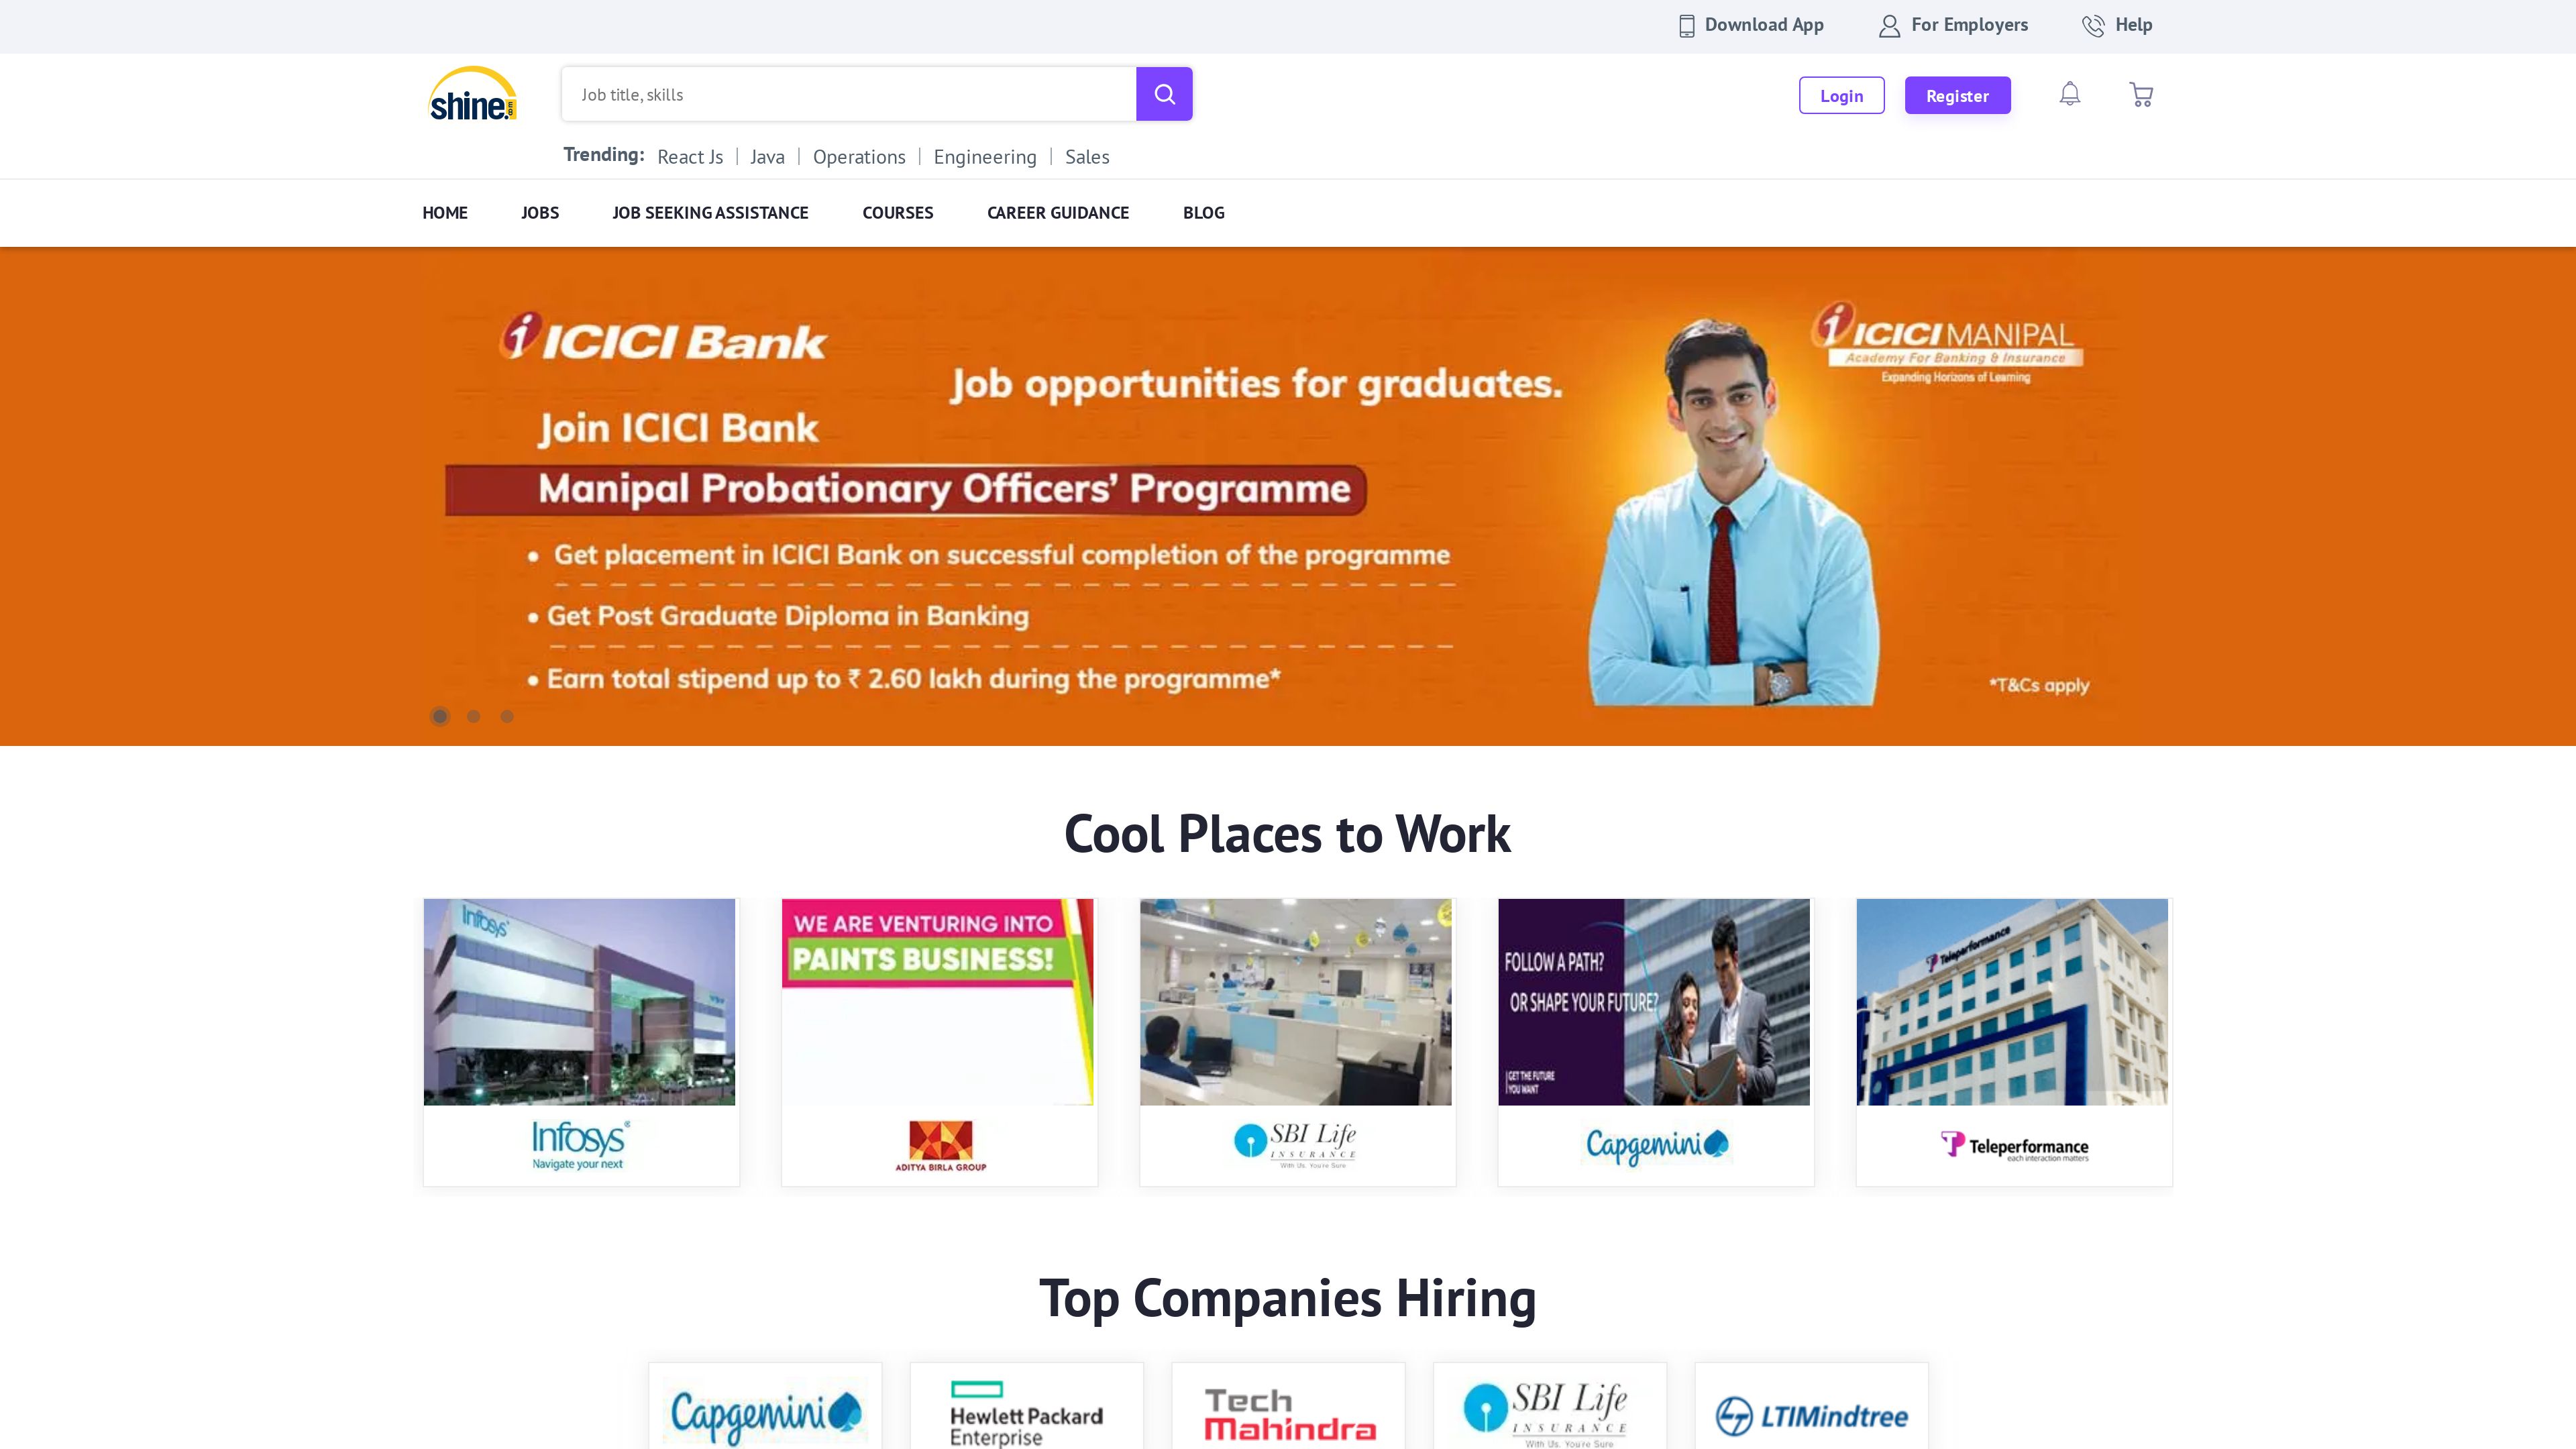 Download App
For Employers
Help
shine.com
Job title, skills
Login
Register
Trending: React Js | Java | Operations | Engineering | Sales
HOME
JOBS
JOB SEEKING ASSISTANCE
COURSES
CAREER GUIDANCE
BLOG
i ICICI Bank
Job opportunities for graduates.
i ICICI MANIPAL
Academy For Banking & Insurance
Expanding Horizons of Learning
Join ICICI Bank
Manipal Probationary Officers’ Programme
• Get placement in ICICI Bank on successful completion of the programme
• Get Post Graduate Diploma in Banking
• Earn total stipend up to ₹ 2.60 lakh during the programme*
*T&Cs apply
Cool Places to Work
Infosys
WE ARE VENTURING INTO
PAINTS BUSINESS!
FOLLOW A PATH?
OR SHAPE YOUR FUTURE?
GET THE FUTURE
YOU WANT
Teleperformance
Infosys®
Navigate your next
ADITYA BIRLA GROUP
SBI Life
INSURANCE
With Us, You're Sure
Capgemini
Teleperformance
each interaction matters
Top Companies Hiring
Capgemini
Hewlett Packard
Enterprise
Tech
Mahindra
SBI Life
INSURANCE
With Us, You're Sure
LTIMindtree